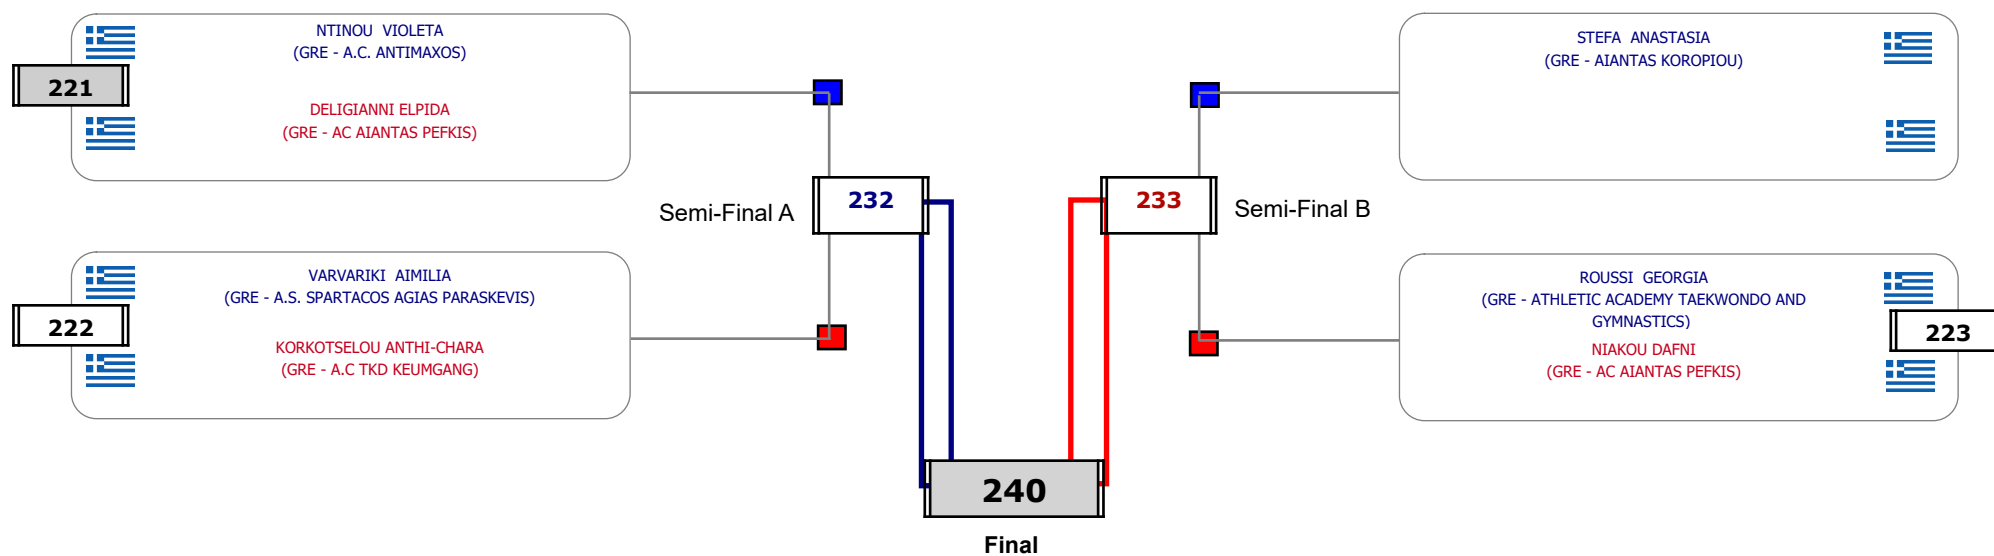 NTINOU VIOLETA
(GRE - A.C. ANTIMAXOS)
221
DELIGIANNI ELPIDA
(GRE - AC AIANTAS PEFKIS)
VARVARIKI AIMILIA
(GRE - A.S. SPARTACOS AGIAS PARASKEVIS)
222
KORKOTSELOU ANTHI-CHARA
(GRE - A.C TKD KEUMGANG)
Semi-Final A
232
233
Semi-Final B
STEFA ANASTASIA
(GRE - AIANTAS KOROPIOU)
ROUSSI GEORGIA
(GRE - ATHLETIC ACADEMY TAEKWONDO AND
GYMNASTICS)
223
NIAKOU DAFNI
(GRE - AC AIANTAS PEFKIS)
240
Final